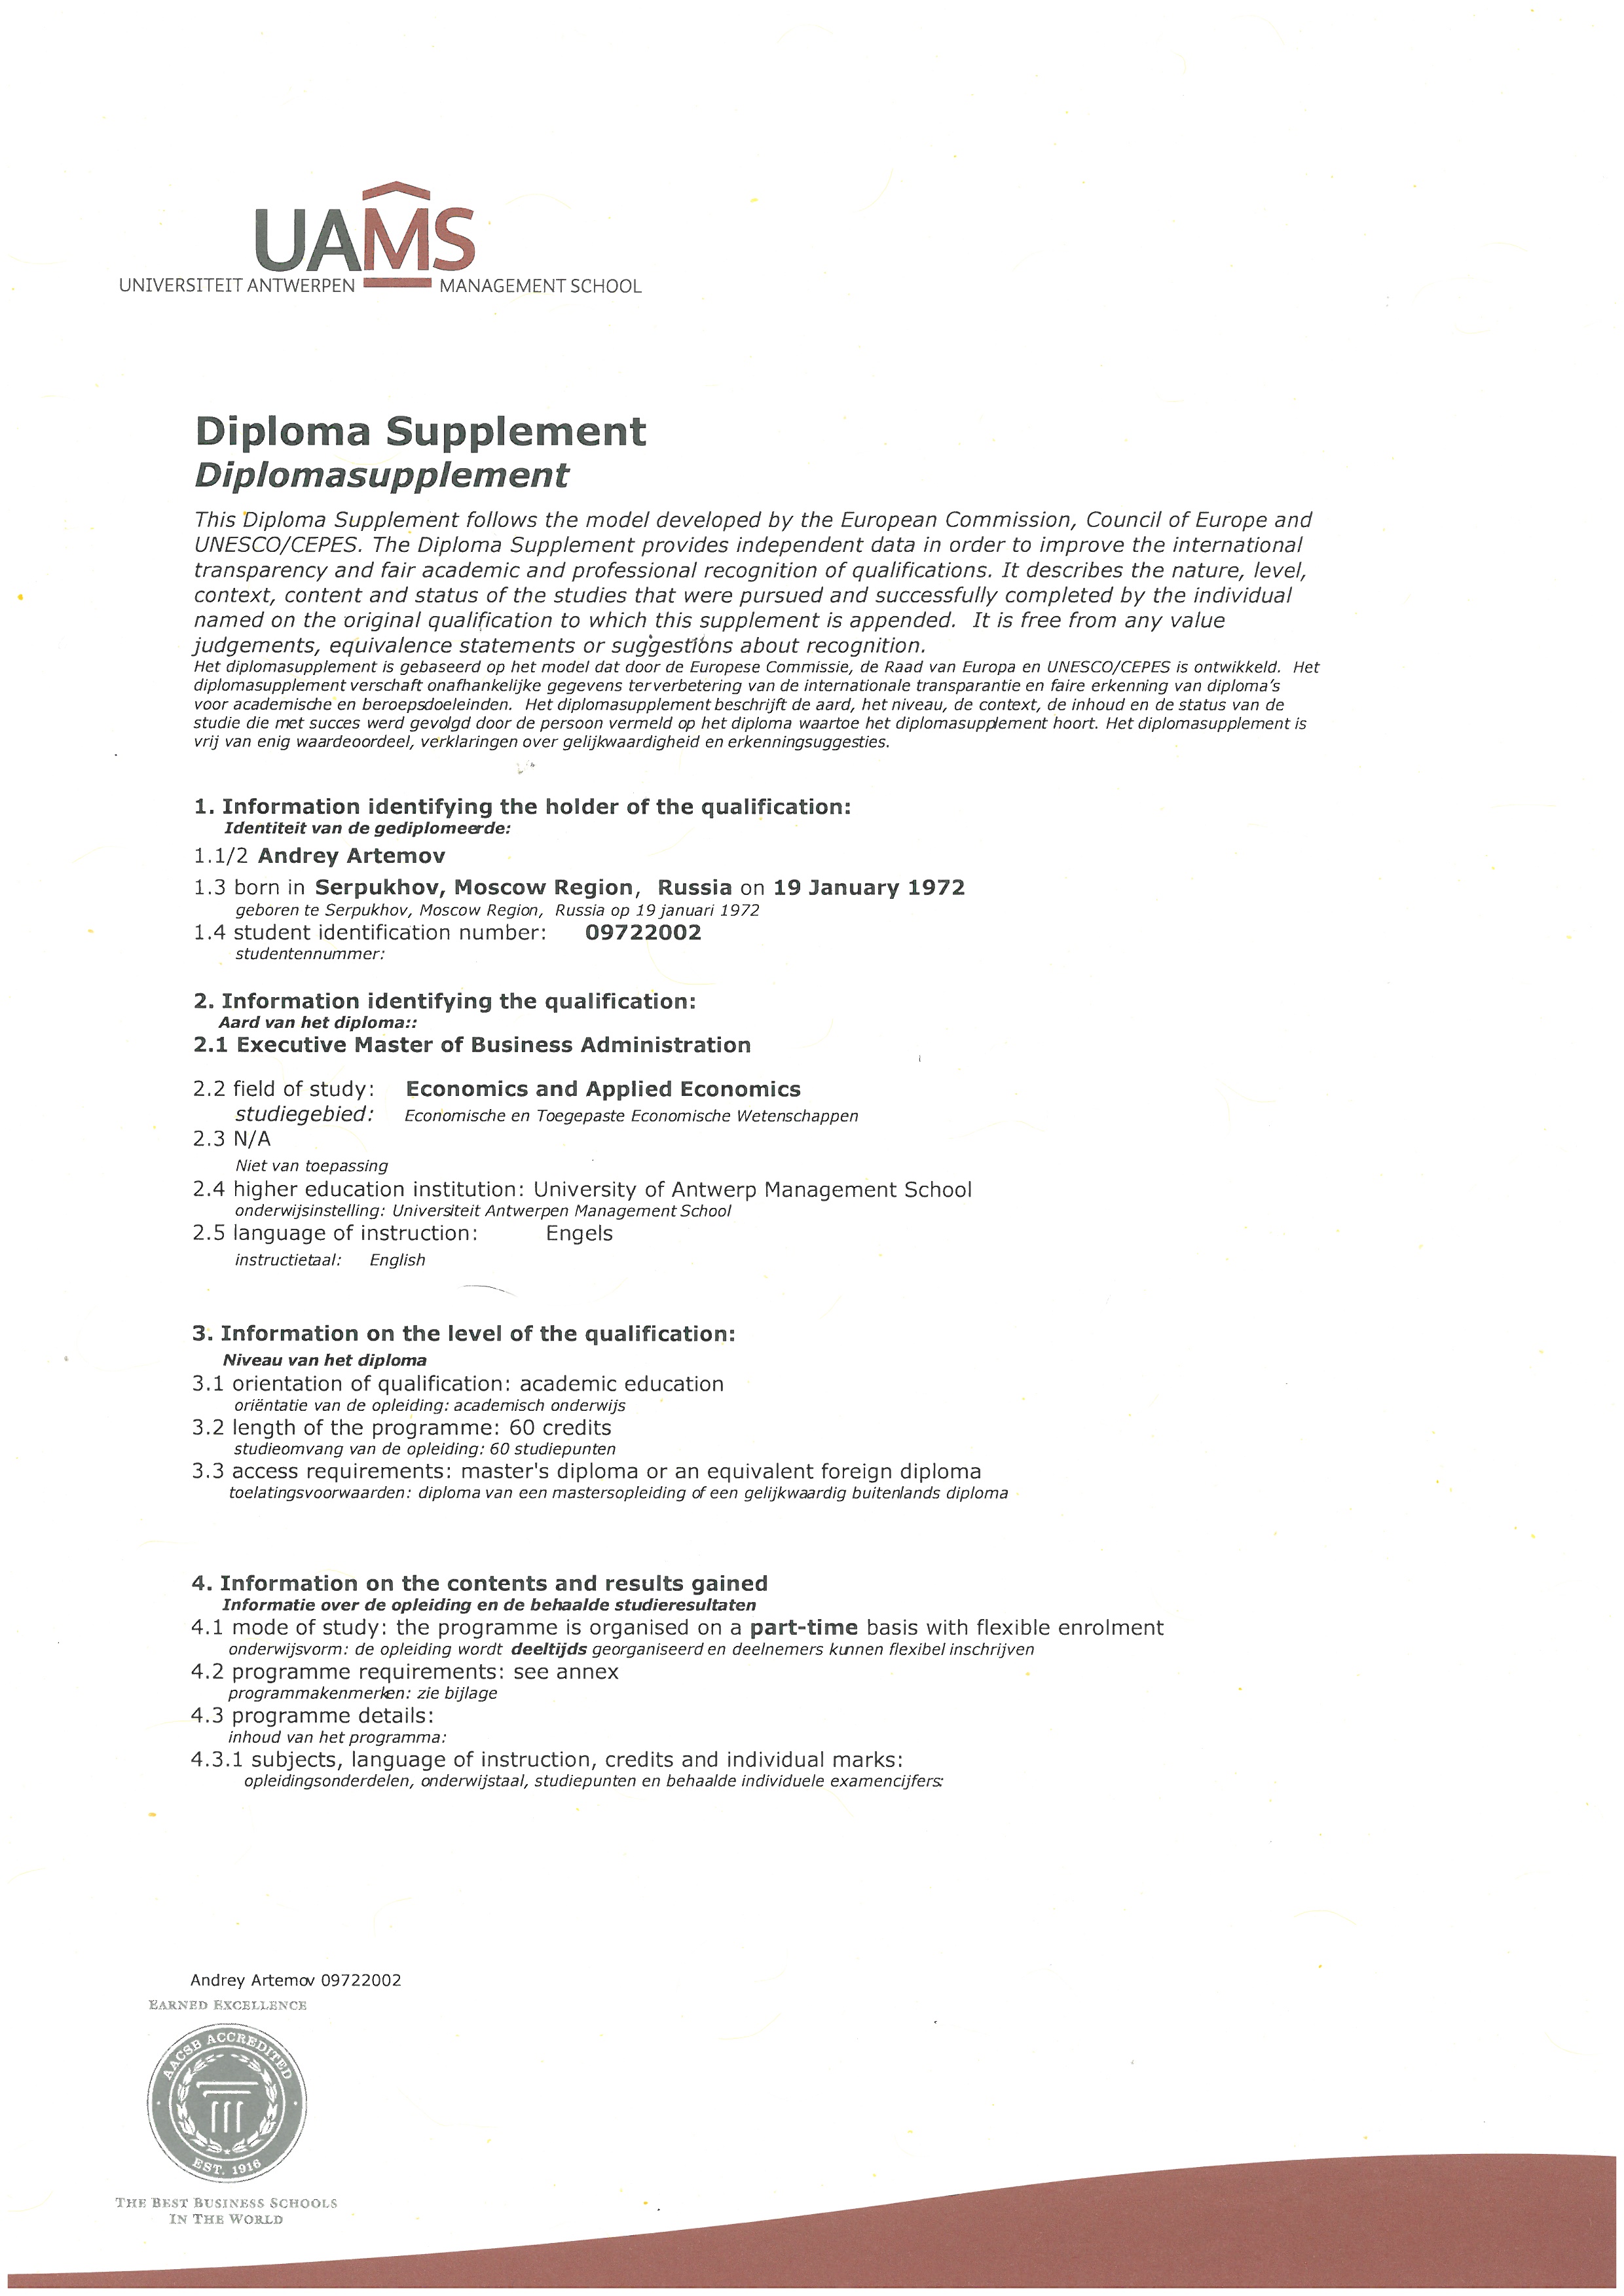 UAMS
UNIVERSITEIT ANTWERPEN MANAGEMENT SCHOOL
Diploma Supplement
Diplomasupplement
This Diploma Supplement follows the model developed by the European Commission, Council of Europe and
UNESCO/CEPES. The Diploma Supplement provides independent data in order to improve the international
transparency and fair academic and professional recognition of qualifications. It describes the nature, level,
context, content and status of the studies that were pursued and successfully completed by the individual
named on the original qualification to which this supplement is appended. It is free from any value
judgements, equivalence statements or suggestions about recognition.
Het diplomasupplement is gebaseerd op het model dat door de Europese Commissie, de Raad van Europa en UNESCO/CEPES is ontwikkeld. Het
diplomasupplement verschaft onafhankelijke gegevens ter verbetering van de internationale transparantie en faire erkenning van diploma's
voor academische en beroepsdoeleinden. Het diplomasupplement beschrijft de aard, het niveau, de context, de inhoud en de status van de
studie die met succes werd gevolgd door de persoon vermeld op het diploma waartoe het diplomasupplement hoort. Het diplomasupplement is
vrij van enig waardeoordeel, verklaringen over gelijkwaardigheid en erkenningsuggesties.
1. Information identifying the holder of the qualification:
Identiteit van de gediplomeerde:
1.1/2 Andrey Artemov
1.3 born in Serpukhov, Moscow Region, Russia on 19 January 1972
geboren te Serpukhov, Moscow Region, Russia op 19 januari 1972
1.4 student identification number: 09722002
studentennummer:
2. Information identifying the qualification:
Aard van het diploma::
2.1 Executive Master of Business Administration
2.2 field of study: Economics and Applied Economics
studiegebied: Economische en Toegepaste Economische Wetenschappen
2.3 N/A
Niet van toepassing
2.4 higher education institution: University of Antwerp Management School
onderwijsinstelling: Universiteit Antwerpen Management School
2.5 language of instruction: Engels
instructietaal: English
3. Information on the level of the qualification:
Niveau van het diploma
3.1 orientation of qualification: academic education
oriëntatie van de opleiding: academisch onderwijs
3.2 length of the programme: 60 credits
studieomvang van de opleiding: 60 studiepunten
3.3 access requirements: master's diploma or an equivalent foreign diploma
toelatingsvoorwaarden: diploma van een mastersopleiding of een gelijkwaardig buitenlands diploma
4. Information on the contents and results gained
Informatie over de opleiding en de behaalde studieresultaten
4.1 mode of study: the programme is organised on a part-time basis with flexible enrolment
onderwijsvorm: de opleiding wordt deeltijds georganiseerd en deelnemers kunnen flexibel inschrijven
4.2 programme requirements: see annex
programmakenmerken: zie bijlage
4.3 programme details:
inhoud van het programma:
4.3.1 subjects, language of instruction, credits and individual marks:
opleidingsonderdelen, onderwijstaal, studiepunten en behaalde individuele examencijfers:
Andrey Artemov 09722002
EARNED EXCELLENCE
AACSB ACCREDITED
EST. 1916
THE BEST BUSINESS SCHOOLS
IN THE WORLD